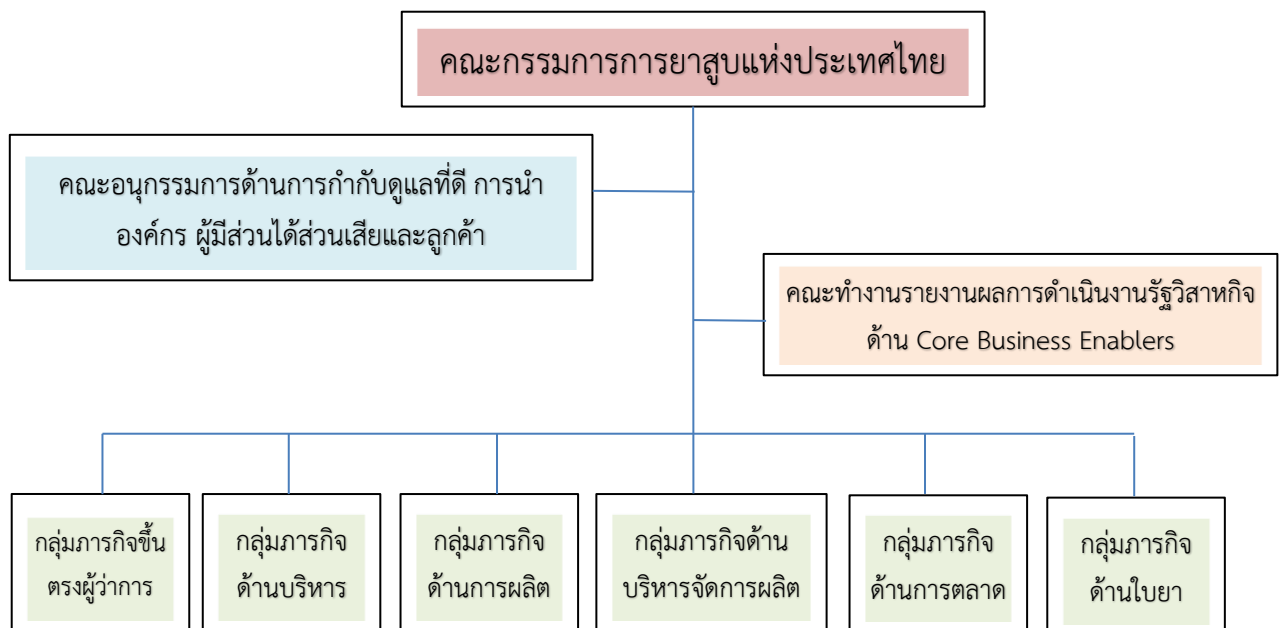 คณะกรรมการการยาสูบแห่งประเทศไทย
คณะอนุกรรมการด้านการกำกับดูแลที่ดี การนำ
องค์กร ผู้มีส่วนได้ส่วนเสียและลูกค้า
คณะทำงานรายงานผลการดำเนินงานรัฐวิสาหกิจ
ด้าน Core Business Enablers
กลุ่มภารกิจขึ้น
ตรงผู้ว่าการ
กลุ่มภารกิจ
ด้านบริหาร
กลุ่มภารกิจ
ด้านการผลิต
กลุ่มภารกิจด้าน
บริหารจัดการผลิต
กลุ่มภารกิจ
ด้านการตลาด
กลุ่มภารกิจ
ด้านใบยา